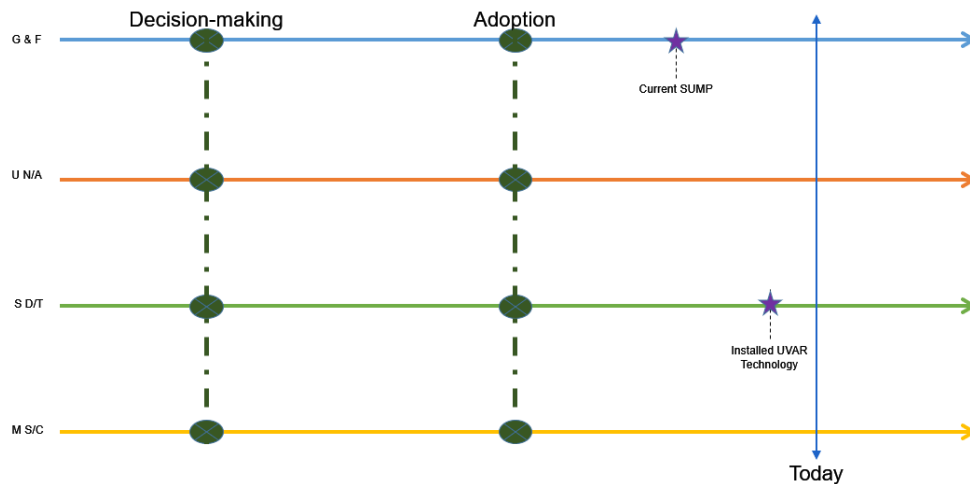 Decision-making
Adoption
G & F
Current SUMP
U N/A
S D/T
Installed UVAR
Technology
M S/C
Today